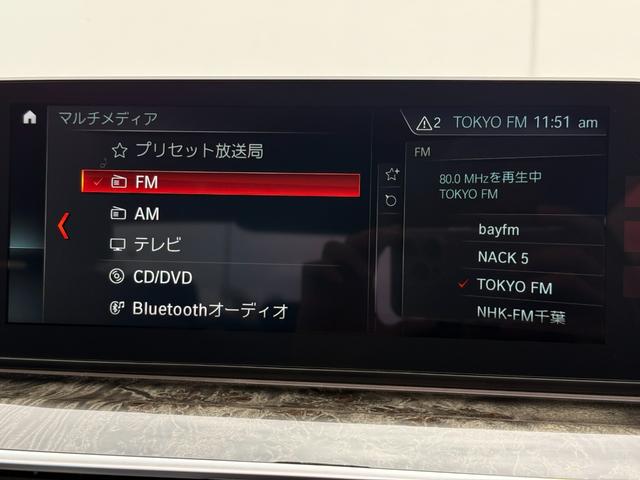 マルチメディア
2 TOKYO FM 11:51 am
プリセット放送局
FM
AM
テレビ
CD/DVD
Bluetoothオーディオ
FM
80.0 MHzを再生中
TOKYO FM
bayfm
NACK 5
TOKYO FM
NHK-FM千葉